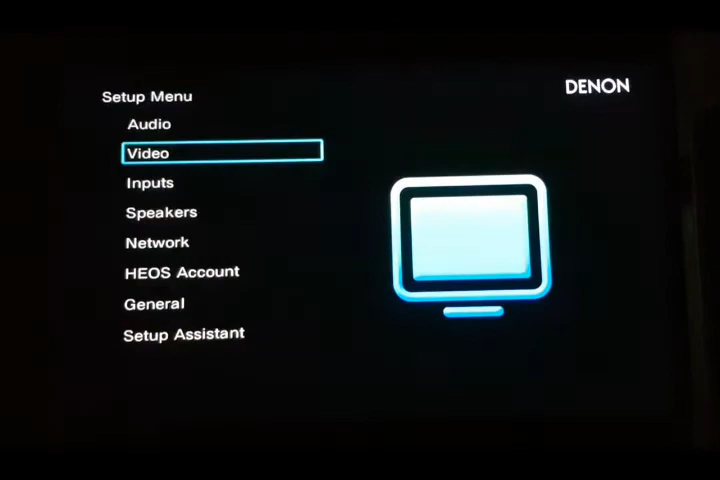 DENON
Setup Menu
Audio
Video
Inputs
Speakers
Network
HEOS Account
General
Setup Assistant